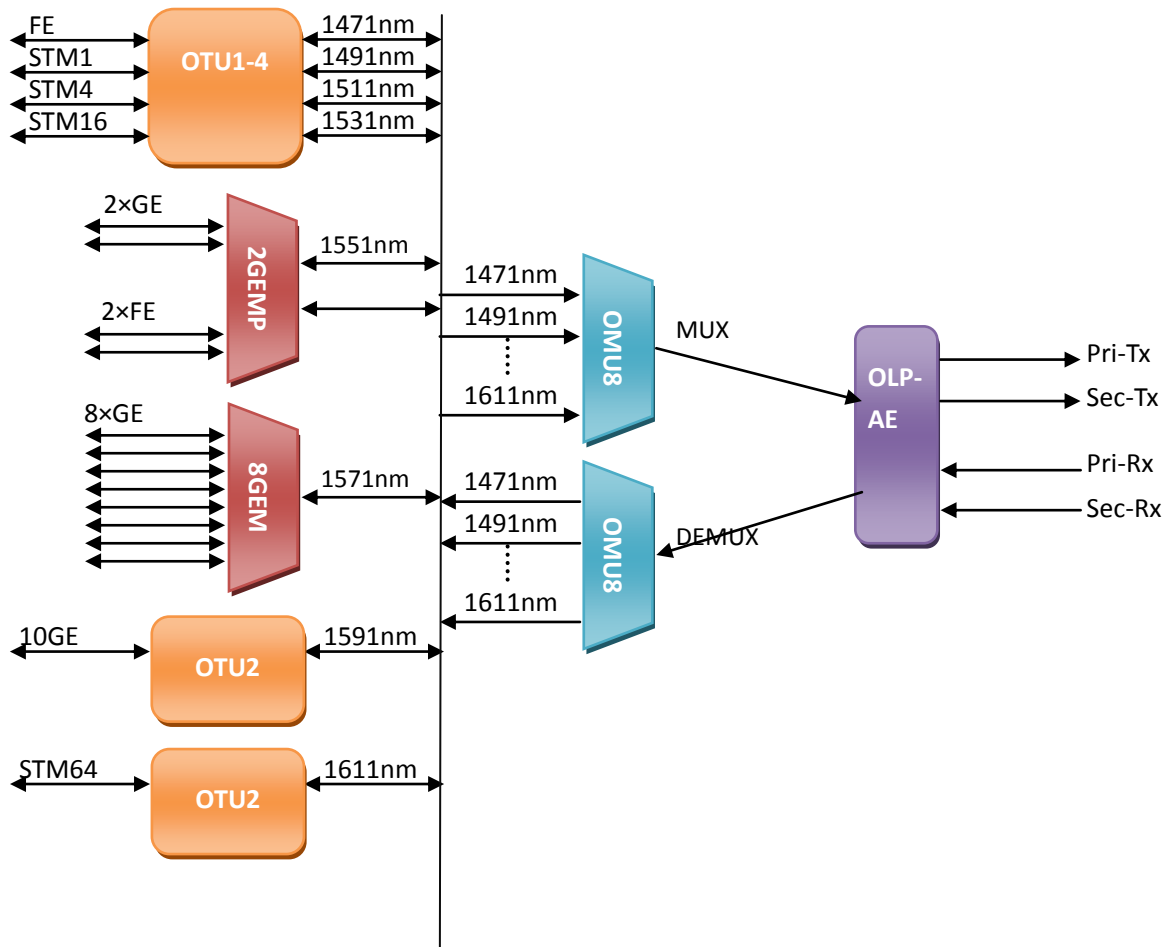 FE
STM1
STM4
STM16
OTU1-4
1471nm
1491nm
1511nm
1531nm
2×GE
2×FE
2GEMP
1551nm
8×GE
8GEM
1571nm
10GE
OTU2
1591nm
STM64
OTU2
1611nm
1471nm
1491nm
1611nm
OMU8
MUX
1471nm
1491nm
1611nm
OMU8
DEMUX
OLP-
AE
Pri-Tx
Sec-Tx
Pri-Rx
Sec-Rx